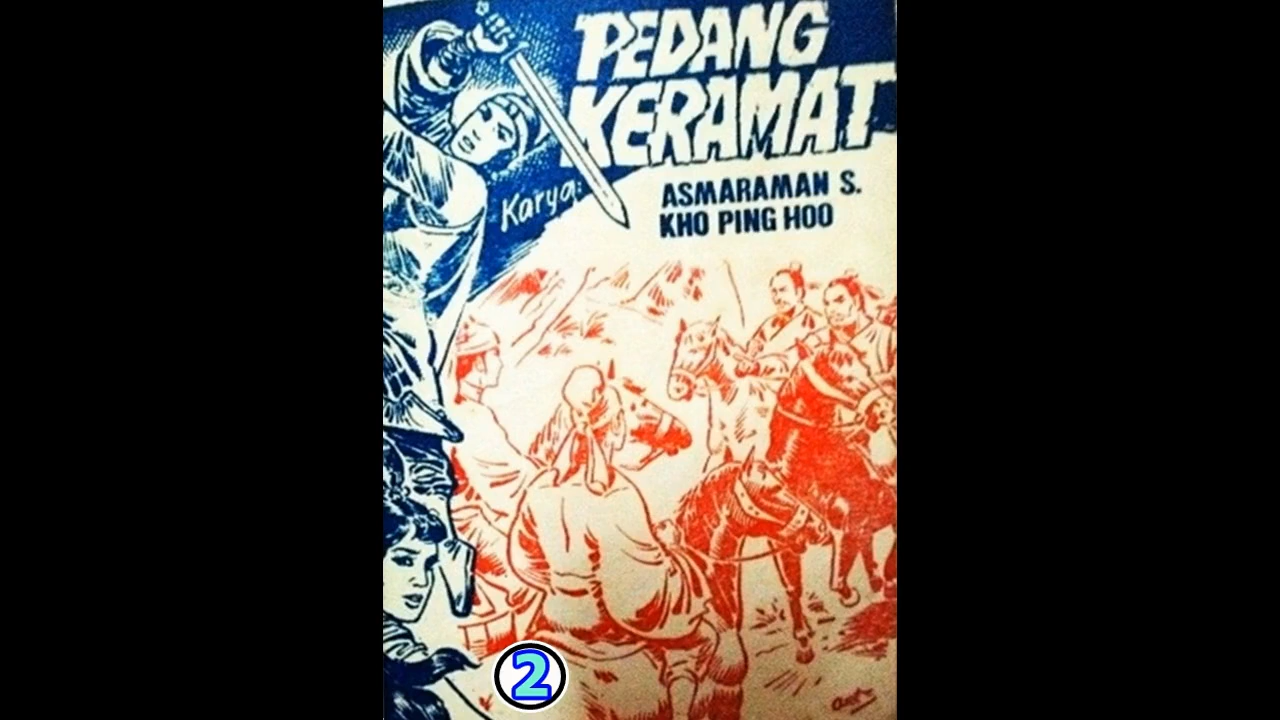 PEDANG
KERAMAT
Karya:
ASMARAMAN S.
KHO PING HOO
2